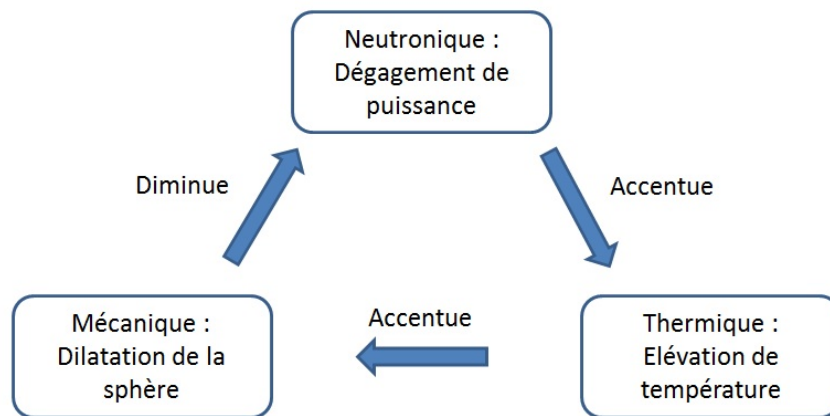 Neutronique :
Dégagement de
puissance
Diminue
Accentue
Mécanique :
Dilatation de la
sphère
Accentue
Thermique :
Elévation de
température